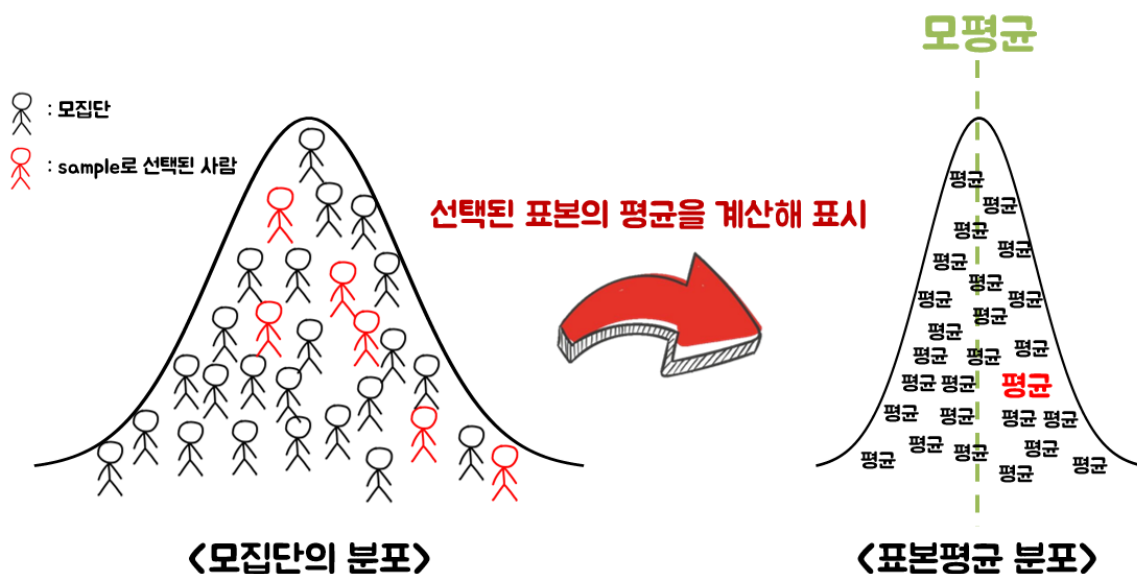 모평균
: 모집단
: sample로 선택된 사람
선택된 표본의 평균을 계산해 표시
평균
평균
평균
평균
평균
평균
평균 평균
평균
평균
평균
평균 평균
평균 평균 평균
평균 평균 평균 평균
평균 평균 평균
평균 평균
평균
<모집단의 분포>
<표본평균 분포>